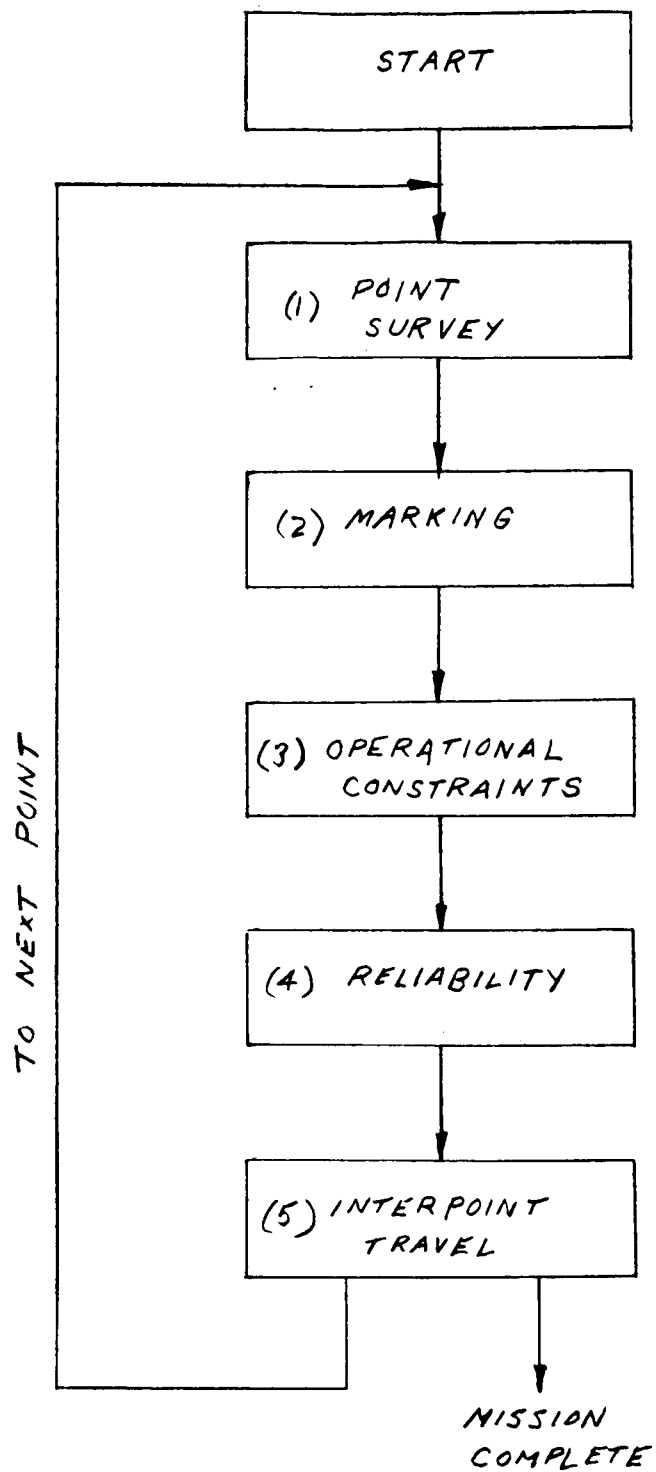 START
(1) POINT
SURVEY
(2) MARKING
(3) OPERATIONAL
CONSTRAINTS
(4) RELIABILITY
(5) INTERPOINT
TRAVEL
TO NEXT POINT
MISSION
COMPLETE